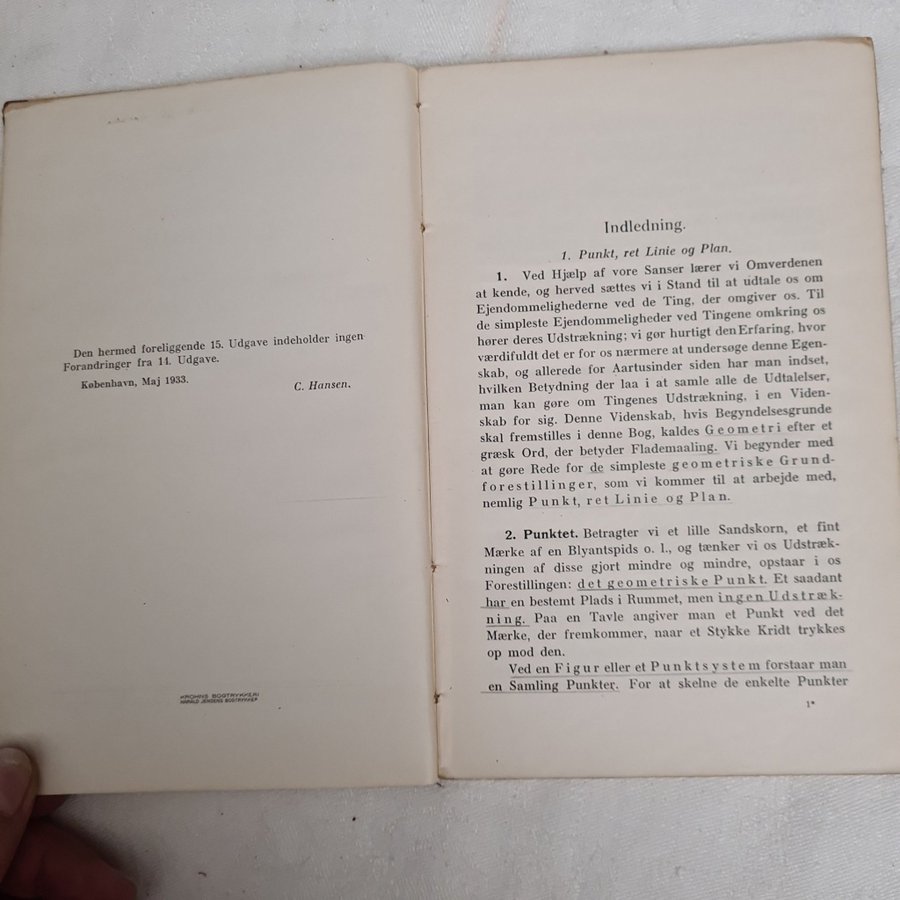 Den hermed foreliggende 15. Udgave indeholder ingen
Forandringer fra 14. Udgave.
København, Maj 1933.
C. Hansen.
KROHNS BOGTRYKKERI
HARALD JENSENS BOGTRYKKER
Indledning.
1. Punkt, ret Linie og Plan.
1. Ved Hjælp af vore Sanser lærer vi Omverdenen
at kende, og herved sættes vi i Stand til at udtale os om
Ejendommelighederne ved de Ting, der omgiver os. Til
de simpleste Ejendommeligheder ved Tingene omkring os
hører deres Udstrækning; vi gør hurtigt den Erfaring, hvor
værdifuldt det er for os nærmere at undersøge denne Egen-
skab, og allerede for Aartusinder siden har man indset,
hvilken Betydning der laa i at samle alle de Udtalelser,
man kan gøre om Tingenes Udstrækning, i en Viden-
skab for sig. Denne Videnskab, hvis Begyndelsesgrunde
skal fremstilles i denne Bog, kaldes Geometri efter et
græsk Ord, der betyder Flademaaling. Vi begynder med
at gøre Rede for de simpleste geometriske Grund-
forestillinger, som vi kommer til at arbejde med,
nemlig Punkt, ret Linie og Plan.
2. Punktet. Betragter vi et lille Sandskorn, et fint
Mærke af en Blyantspids o. l., og tænker vi os Udstræk-
ningen af disse gjort mindre og mindre, opstaar i os
Forestillingen: det geometriske Punkt. Et saadant
har en bestemt Plads i Rummet, men ingen Udstræk-
ning. Paa en Tavle angiver man et Punkt ved det
Mærke, der fremkommer, naar et Stykke Kridt trykkes
op mod den.
Ved en Figur eller et Punktsystem forstaar man
en Samling Punkter. For at skelne de enkelte Punkter
1*